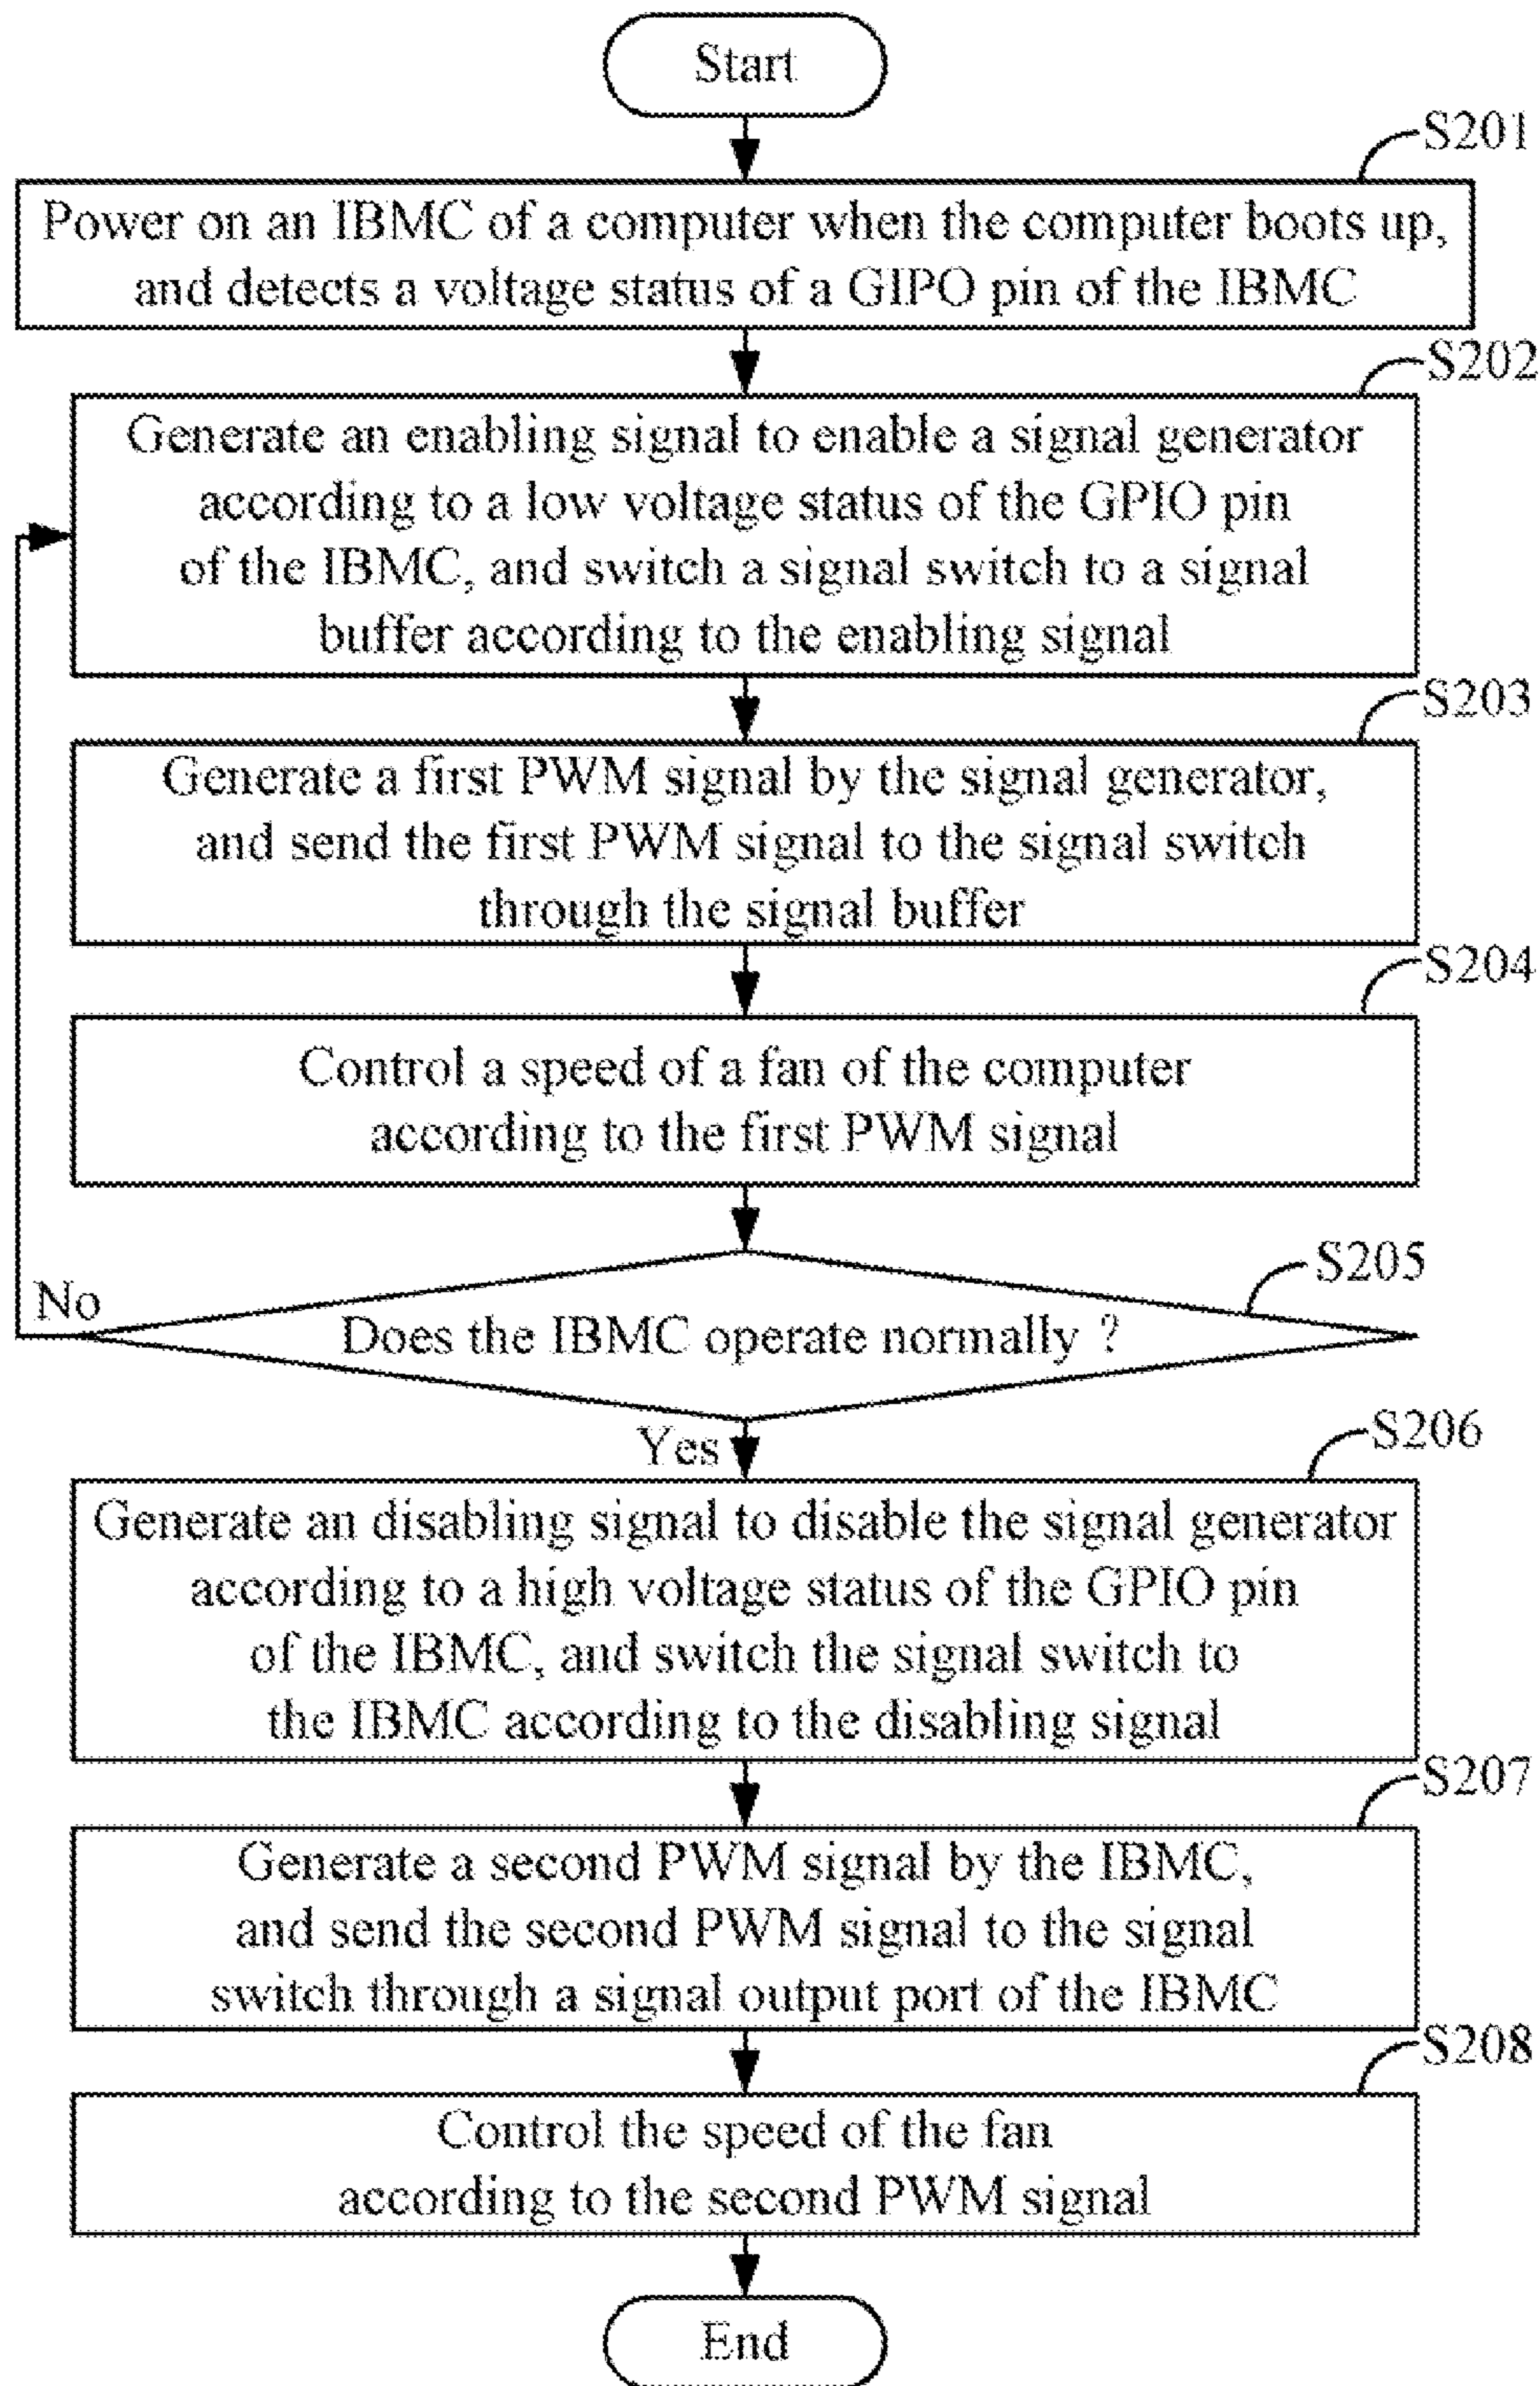 Start
S201
Power on an IBMC of a computer when the computer boots up,
and detects a voltage status of a GIPO pin of the IBMC
S202
Generate an enabling signal to enable a signal generator
according to a low voltage status of the GPIO pin
of the IBMC, and switch a signal switch to a signal
buffer according to the enabling signal
S203
Generate a first PWM signal by the signal generator,
and send the first PWM signal to the signal switch
through the signal buffer
S204
Control a speed of a fan of the computer
according to the first PWM signal
S205
No
Does the IBMC operate normally ?
Yes
S206
Generate an disabling signal to disable the signal generator
according to a high voltage status of the GPIO pin
of the IBMC, and switch the signal switch to
the IBMC according to the disabling signal
S207
Generate a second PWM signal by the IBMC,
and send the second PWM signal to the signal
switch through a signal output port of the IBMC
S208
Control the speed of the fan
according to the second PWM signal
End